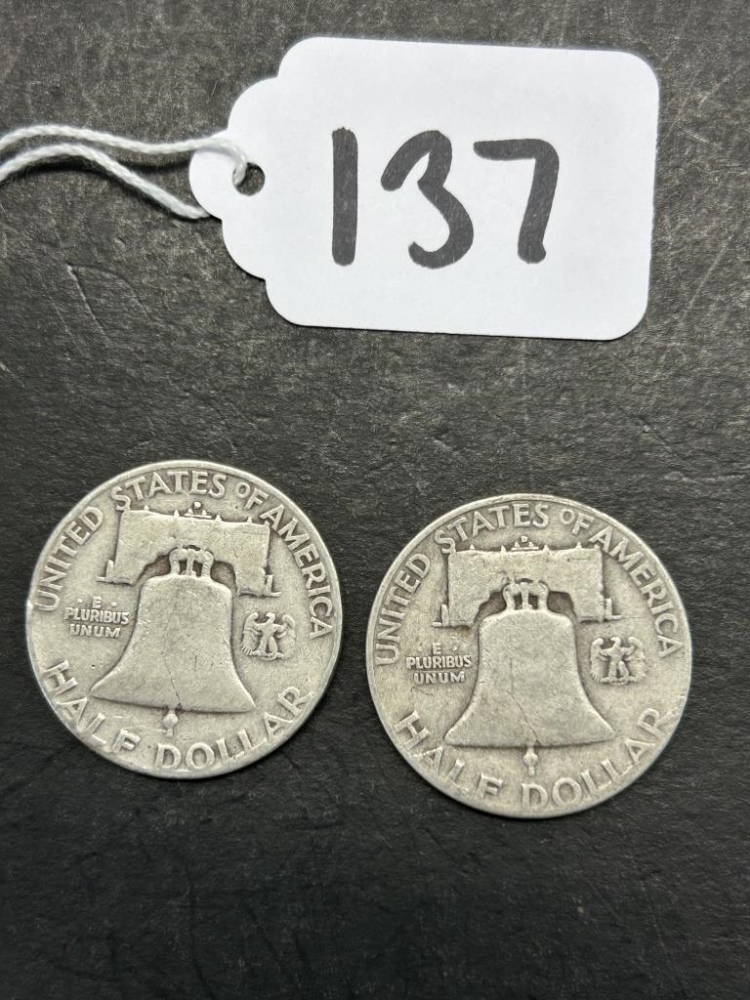 137
UNITED STATES OF AMERICA
E
PLURIBUS
UNUM
HALF DOLLAR
UNITED STATES OF AMERICA
D
E
PLURIBUS
UNUM
HALF DOLLAR